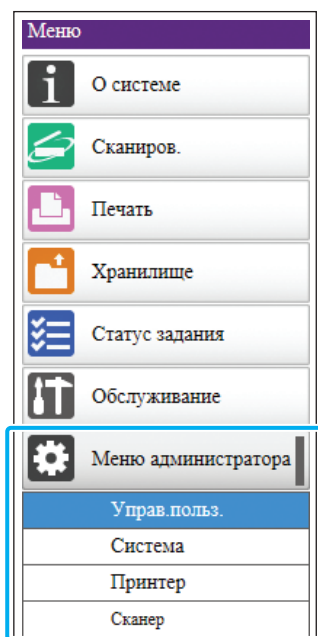 Меню
О системе
Сканиров.
Печать
Хранилище
Статус задания
Обслуживание
Меню администратора
Управ.польз.
Система
Принтер
Сканер